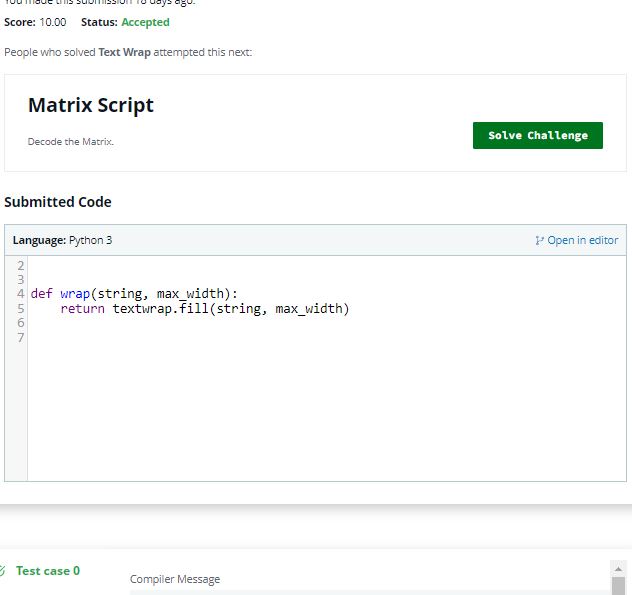 You made this submission 18 days ago.
Score: 10.00 Status: Accepted
People who solved Text Wrap attempted this next:
Matrix Script
Decode the Matrix.
Solve Challenge
Submitted Code
Language: Python 3
Open in editor
2
3
4 def wrap(string, max_width):
5     return textwrap.fill(string, max_width)
6
7
Test case 0
Compiler Message